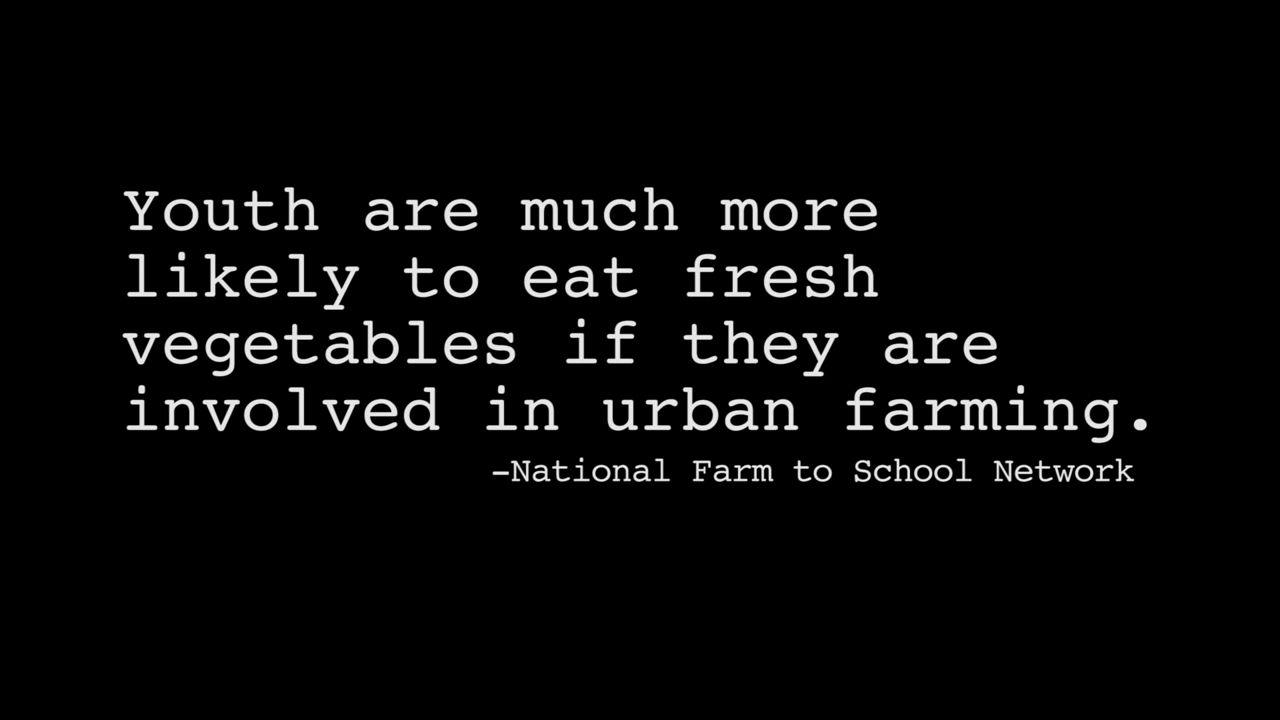 Youth are much more
likely to eat fresh
vegetables if they are
involved in urban farming.
–National Farm to School Network